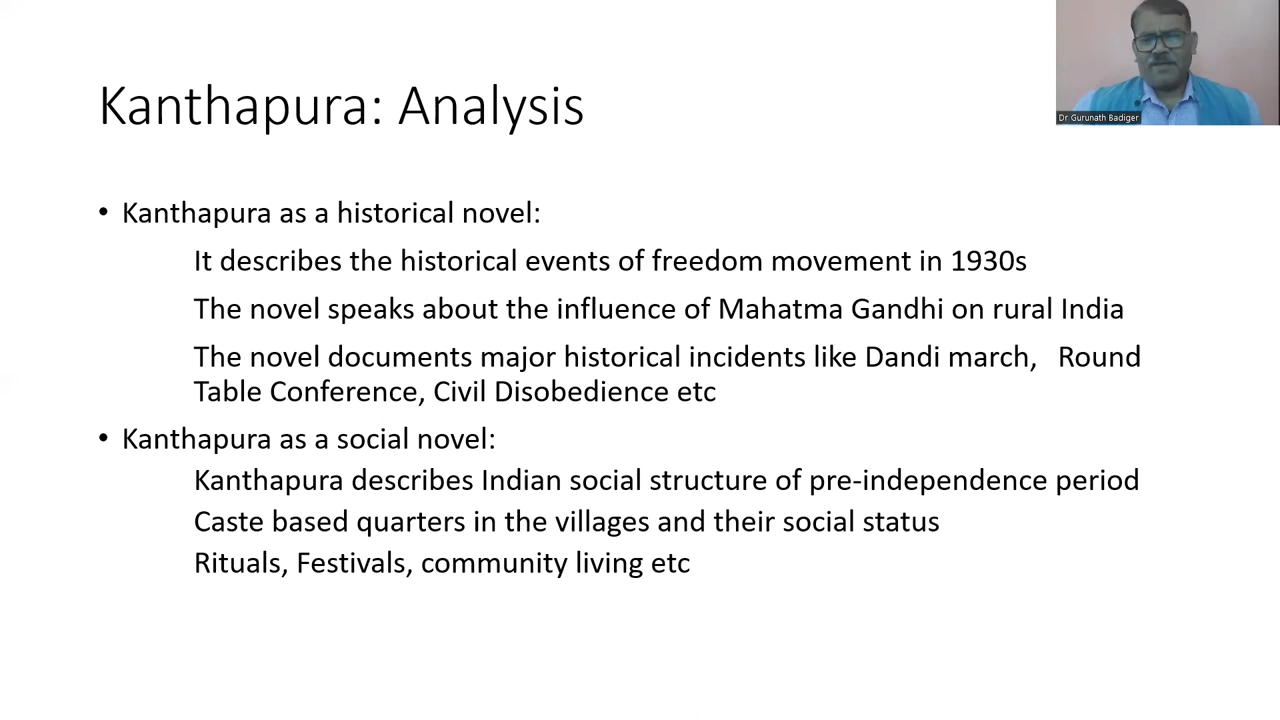 Kanthapura: Analysis
Dr Gurunath Badiger
• Kanthapura as a historical novel:
It describes the historical events of freedom movement in 1930s
The novel speaks about the influence of Mahatma Gandhi on rural India
The novel documents major historical incidents like Dandi march, Round
Table Conference, Civil Disobedience etc
• Kanthapura as a social novel:
Kanthapura describes Indian social structure of pre-independence period
Caste based quarters in the villages and their social status
Rituals, Festivals, community living etc